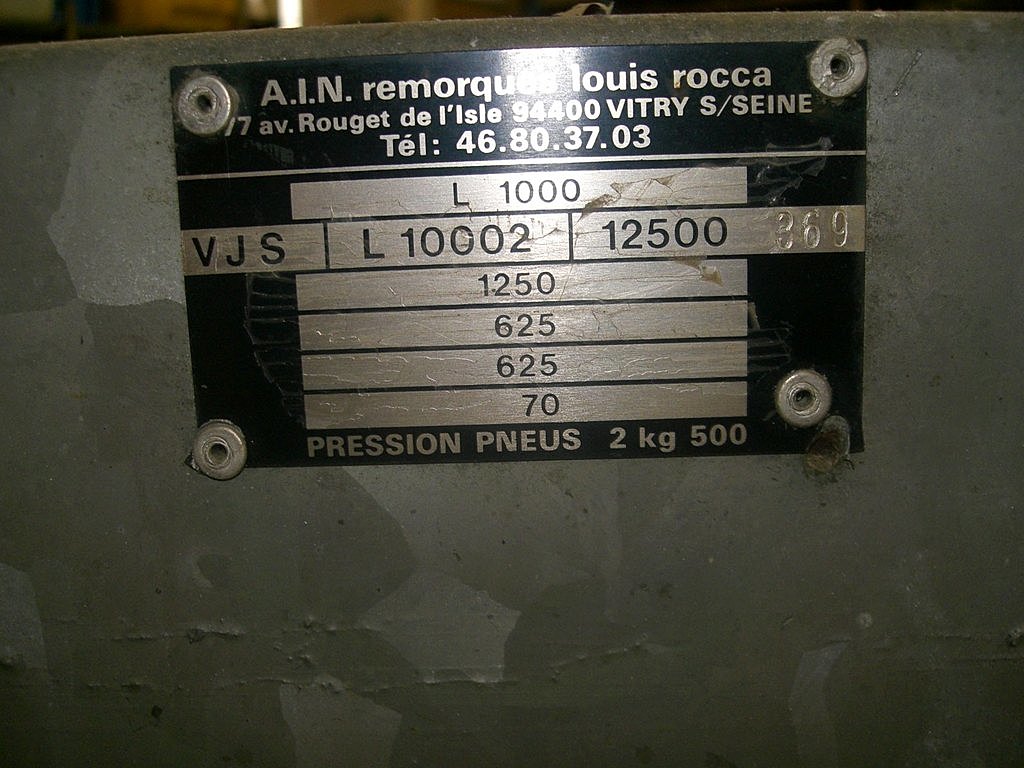 A.I.N. remorques louis rocca
77 av. Rouget de l'Isle 94400 VITRY S/SEINE
Tél: 46.80.37.03
L 1000
VJS L 10002 12500 369
1250
625
625
70
PRESSION PNEUS 2 kg 500